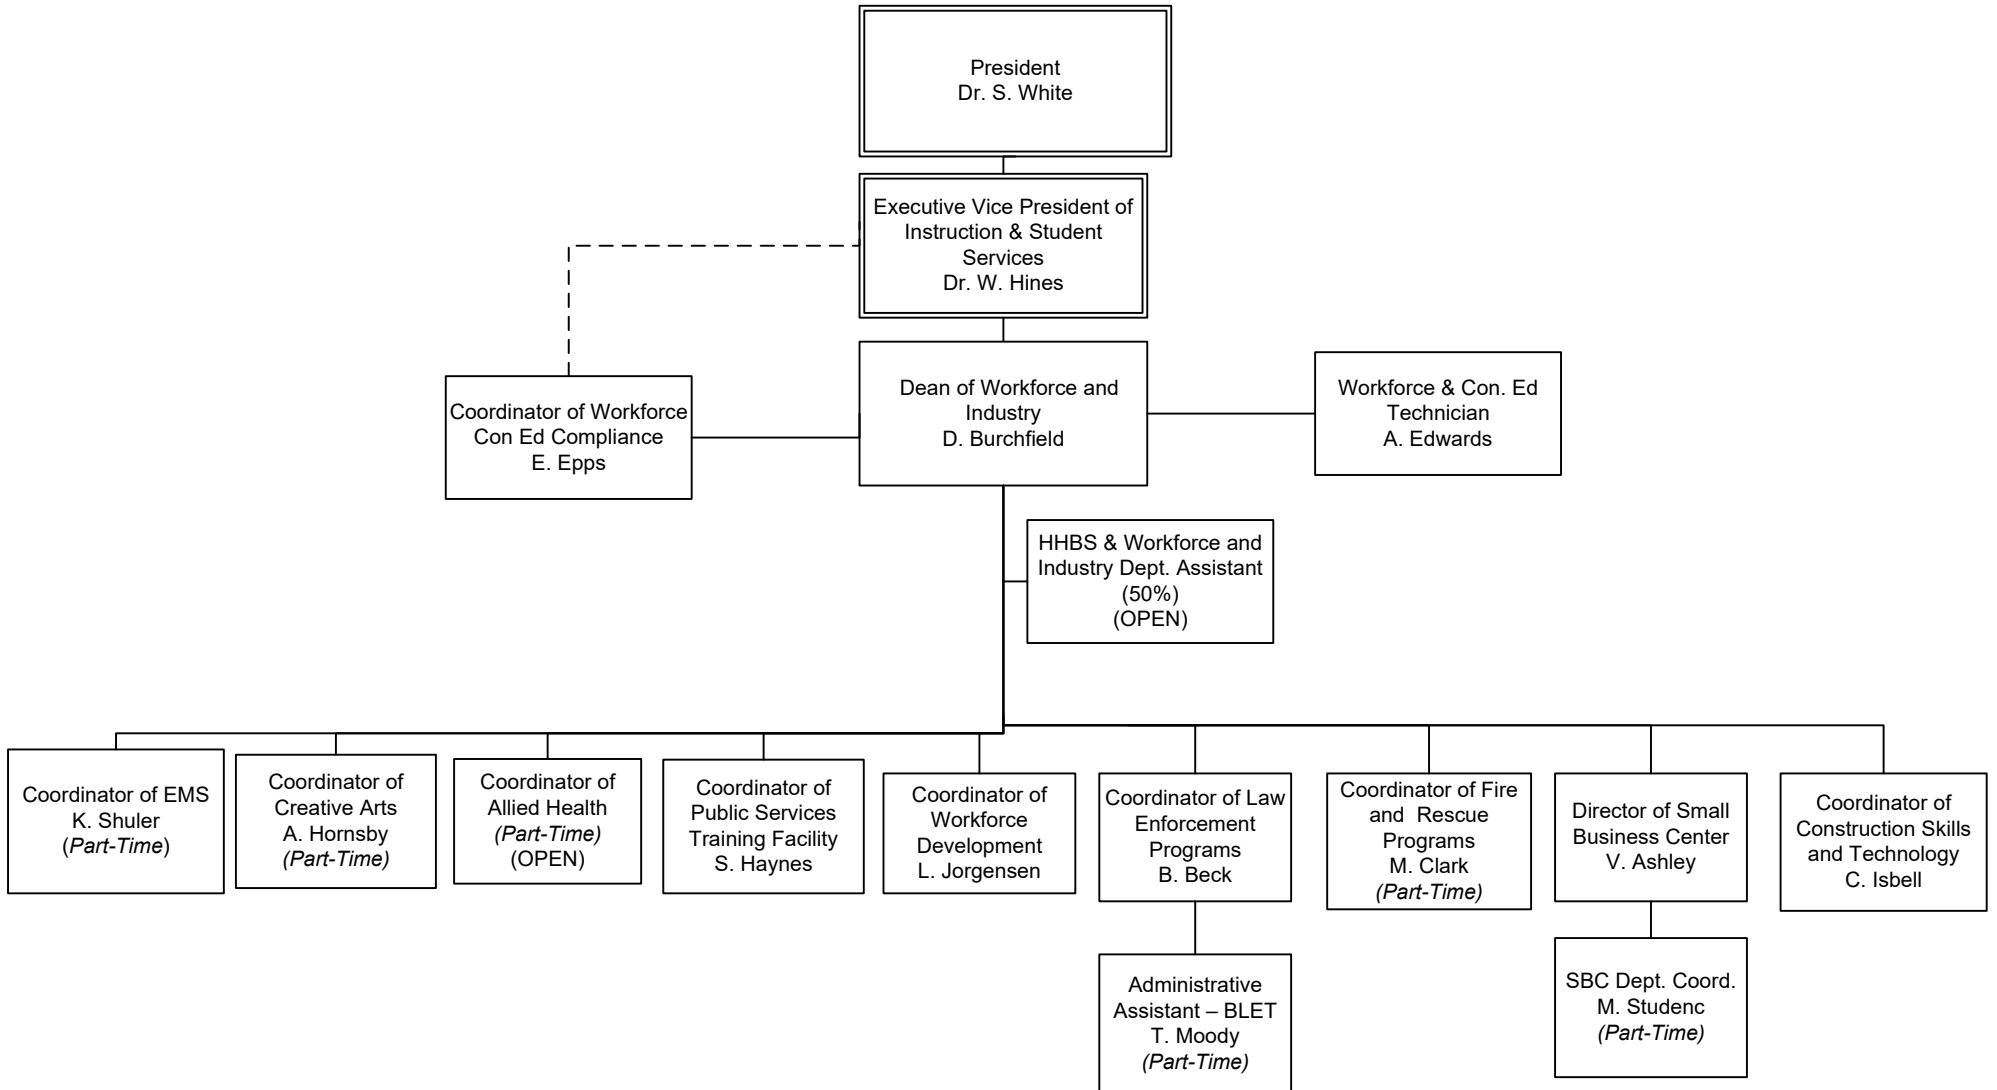 President
Dr. S. White
Executive Vice President of
Instruction & Student
Services
Dr. W. Hines
Coordinator of Workforce
Con Ed Compliance
E. Epps
Dean of Workforce and
Industry
D. Burchfield
Workforce & Con. Ed
Technician
A. Edwards
HHBS & Workforce and
Industry Dept. Assistant
(50%)
(OPEN)
Coordinator of EMS
K. Shuler
(Part-Time)
Coordinator of
Creative Arts
A. Hornsby
(Part-Time)
Coordinator of
Allied Health
(Part-Time)
(OPEN)
Coordinator of
Public Services
Training Facility
S. Haynes
Coordinator of
Workforce
Development
L. Jorgensen
Coordinator of Law
Enforcement
Programs
B. Beck
Coordinator of Fire
and  Rescue
Programs
M. Clark
(Part-Time)
Director of Small
Business Center
V. Ashley
Coordinator of
Construction Skills
and Technology
C. Isbell
Administrative
Assistant – BLET
T. Moody
(Part-Time)
SBC Dept. Coord.
M. Studenc
(Part-Time)